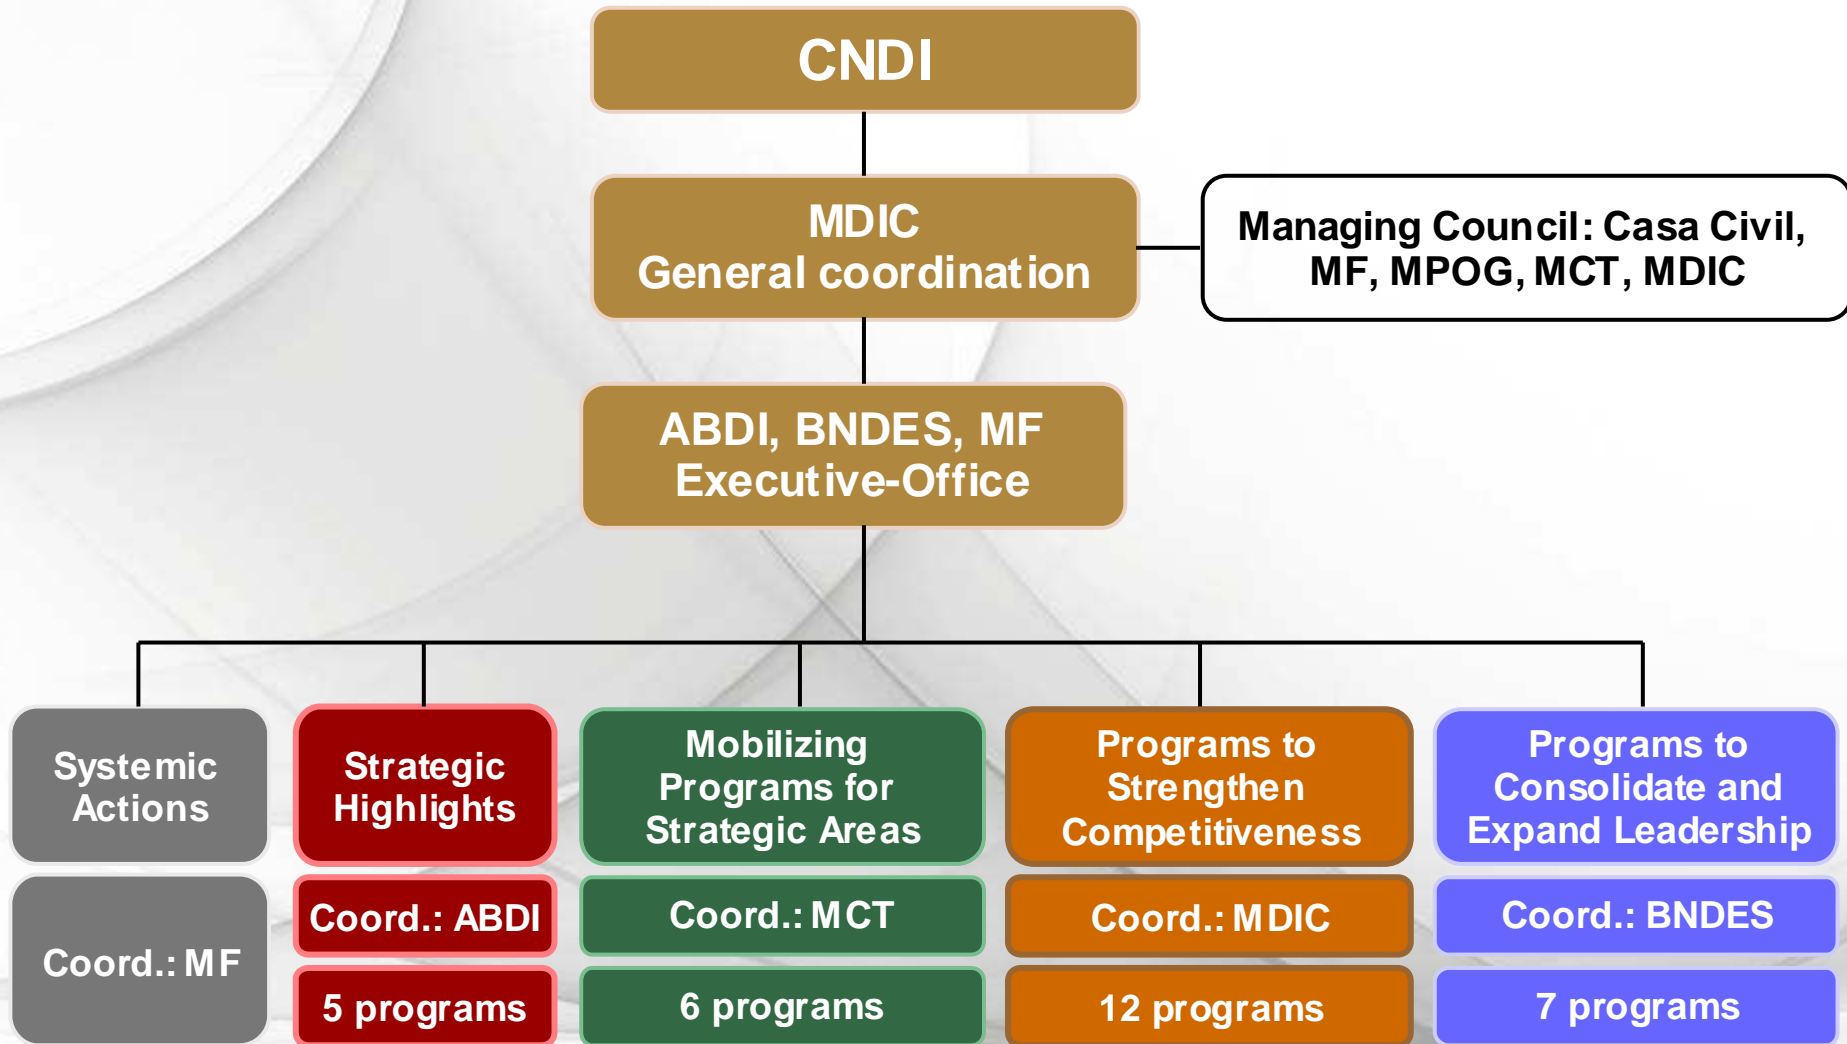 CNDI
MDIC
General coordination
Managing Council: Casa Civil,
MF, MPOG, MCT, MDIC
ABDI, BNDES, MF
Executive-Office
Systemic
Actions
Strategic
Highlights
Mobilizing
Programs for
Strategic Areas
Programs to
Strengthen
Competitiveness
Programs to
Consolidate and
Expand Leadership
Coord.: MF
Coord.: ABDI
Coord.: MCT
Coord.: MDIC
Coord.: BNDES
5 programs
6 programs
12 programs
7 programs